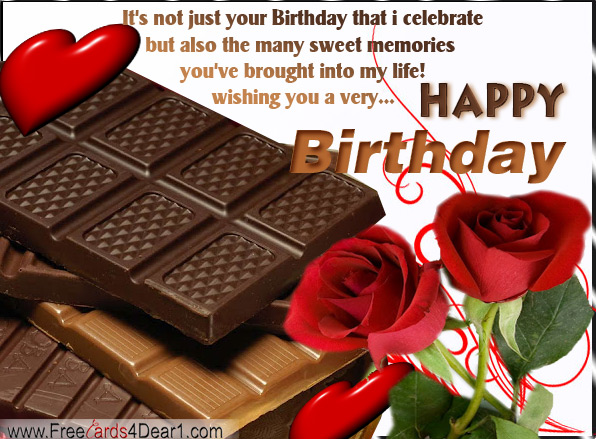 It's not just your Birthday that i celebrate
but also the many sweet memories
you've brought into my life!
wishing you a very...
HAPPY
Birthday
www.FreeCards4Dear1.com